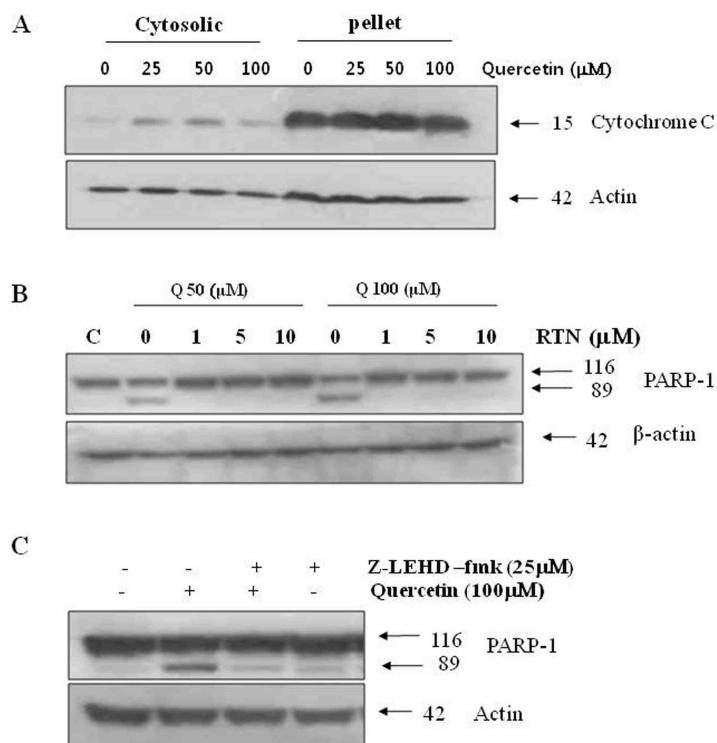 A
Cytosolic pellet
0 25 50 100 0 25 50 100 Quercetin (µM)
15 Cytochrome C
42 Actin
B
Q 50 (µM) Q 100 (µM)
C 0 1 5 10 0 1 5 10 RTN (µM)
116
89 PARP-1
42 β-actin
C
- - + + Z-LEHD –fmk (25µM)
- + + - Quercetin (100µM)
116 PARP-1
89
42 Actin